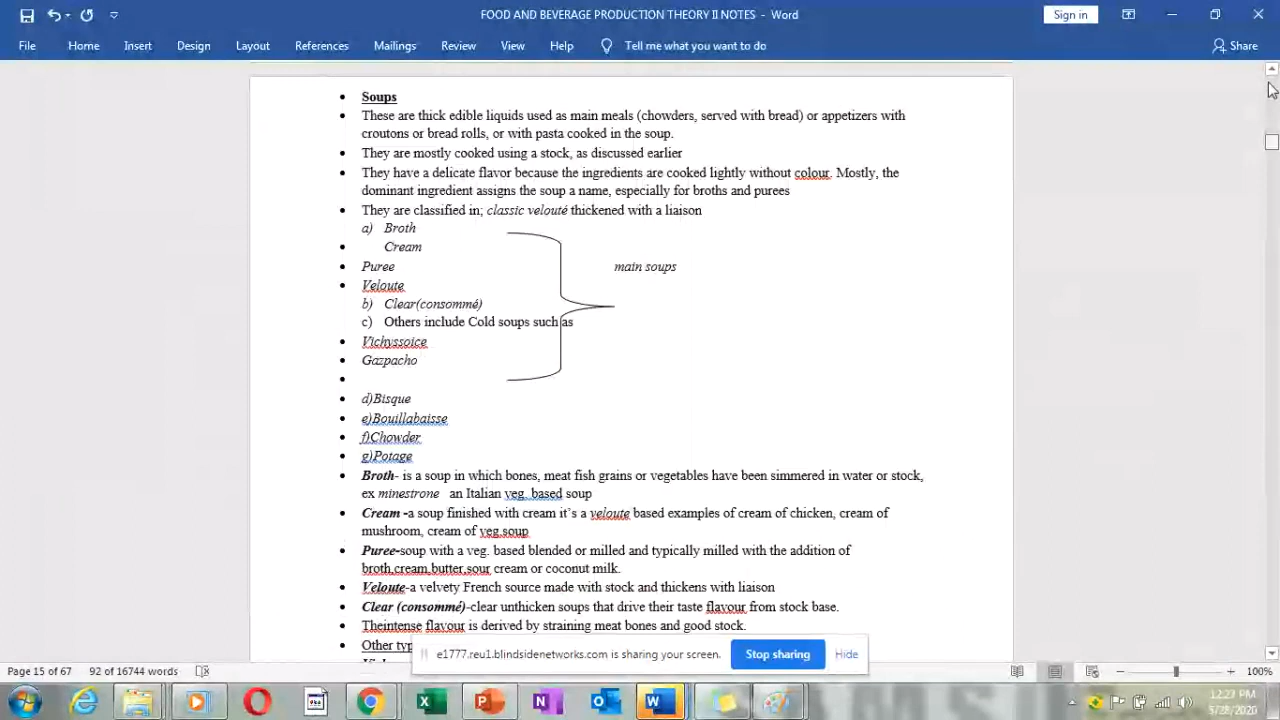 FOOD AND BEVERAGE PRODUCTION THEORY II NOTES - Word
Sign in
File Home Insert Design Layout References Mailings Review View Help Tell me what you want to do Share
• Soups
• These are thick edible liquids used as main meals (chowders, served with bread) or appetizers with
croutons or bread rolls, or with pasta cooked in the soup.
• They are mostly cooked using a stock, as discussed earlier
• They have a delicate flavor because the ingredients are cooked lightly without colour. Mostly, the
dominant ingredient assigns the soup a name, especially for broths and purees
• They are classified in; classic velouté thickened with a liaison
a) Broth
• Cream
• Puree main soups
• Veloute
b) Clear(consommé)
c) Others include Cold soups such as
• Vichyssoice
• Gazpacho
•
• d)Bisque
• e)Bouillabaisse
• f)Chowder
• g)Potage
• Broth- is a soup in which bones, meat fish grains or vegetables have been simmered in water or stock,
ex minestrone an Italian veg. based soup
• Cream -a soup finished with cream it's a veloute based examples of cream of chicken, cream of
mushroom, cream of veg,soup
• Puree-soup with a veg. based blended or milled and typically milled with the addition of
broth,cream,butter,sour cream or coconut milk.
• Veloute-a velvety French source made with stock and thickens with liaison
• Clear (consommé)-clear unthicken soups that drive their taste flavour from stock base.
• Theintense flavour is derived by straining meat bones and good stock.
• Other typ
e1777.reu1.blindsidenetworks.com is sharing your screen. Stop sharing Hide
Page 15 of 67 92 of 16744 words 100%
12:23 PM
5/28/2020